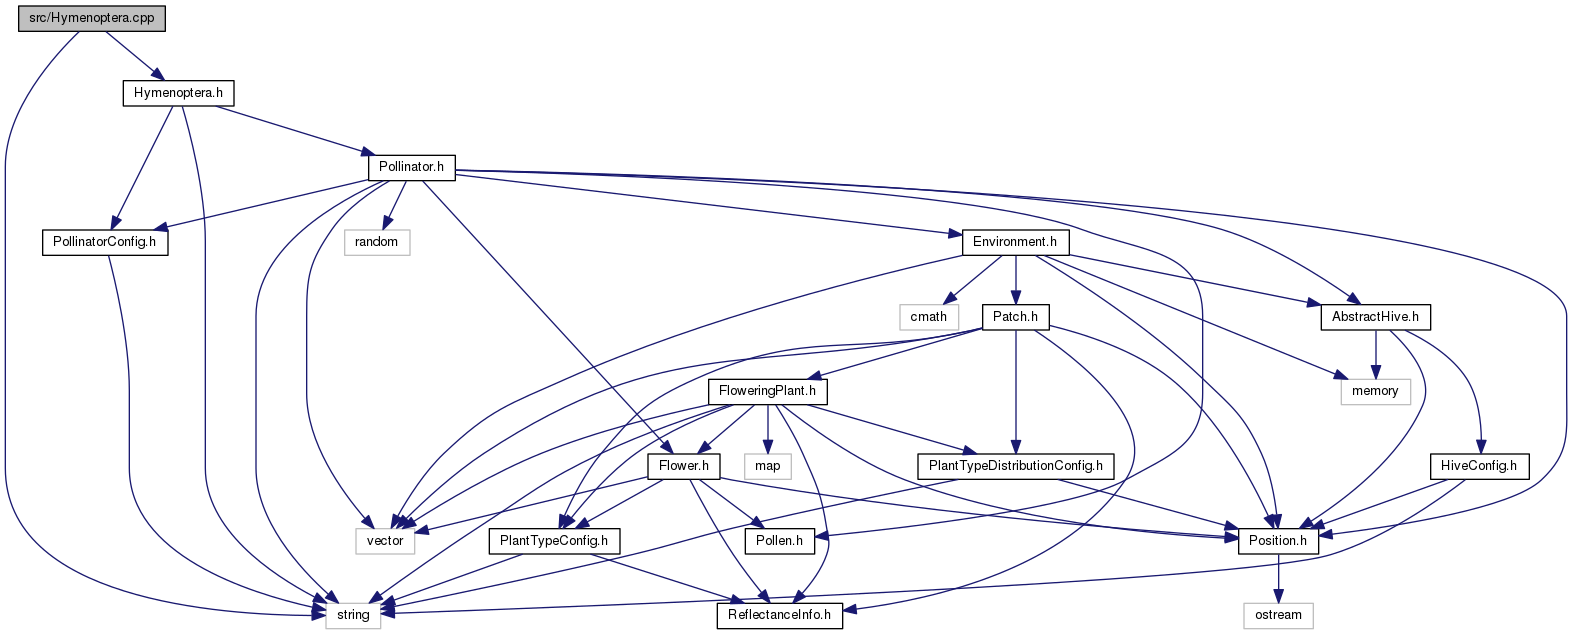 src/Hymenoptera.cpp
Hymenoptera.h
Pollinator.h
PollinatorConfig.h
random
Environment.h
cmath
Patch.h
AbstractHive.h
FloweringPlant.h
memory
Flower.h
map
PlantTypeDistributionConfig.h
HiveConfig.h
vector
PlantTypeConfig.h
Pollen.h
Position.h
string
ReflectanceInfo.h
ostream